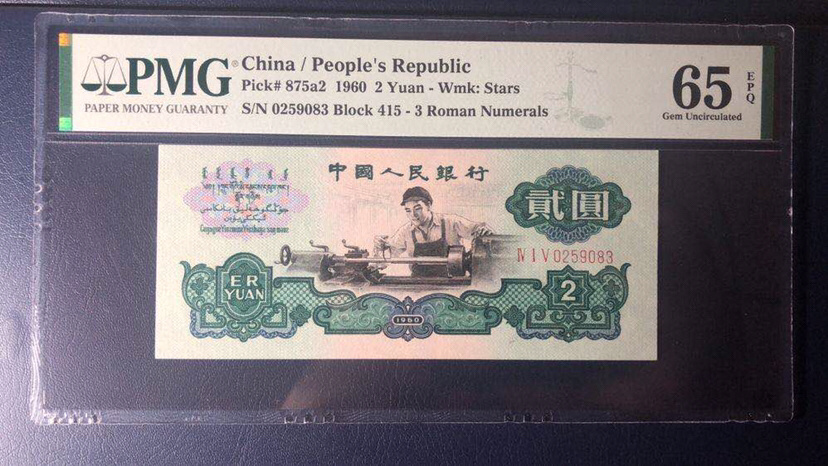 PMG
PAPER MONEY GUARANTY
China / People's Republic
Pick# 875a2 1960 2 Yuan - Wmk: Stars
S/N 0259083 Block 415 - 3 Roman Numerals
65
EPQ
Gem Uncirculated
中國人民銀行
貳圓
Ⅳ Ⅰ Ⅴ 0259083
ER
YUAN
1960
2